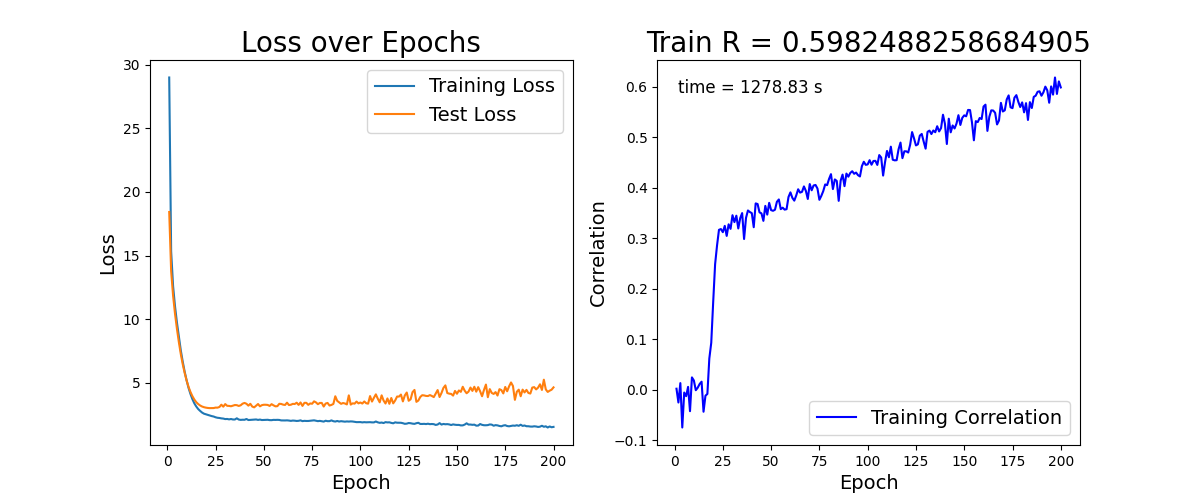 Loss over Epochs
30
25
20
15
10
5
Loss
Training Loss
Test Loss
0 25 50 75 100 125 150 175 200
Epoch
Train R = 0.5982488258684905
time = 1278.83 s
0.6
0.5
0.4
0.3
0.2
0.1
0.0
−0.1
Correlation
Training Correlation
0 25 50 75 100 125 150 175 200
Epoch